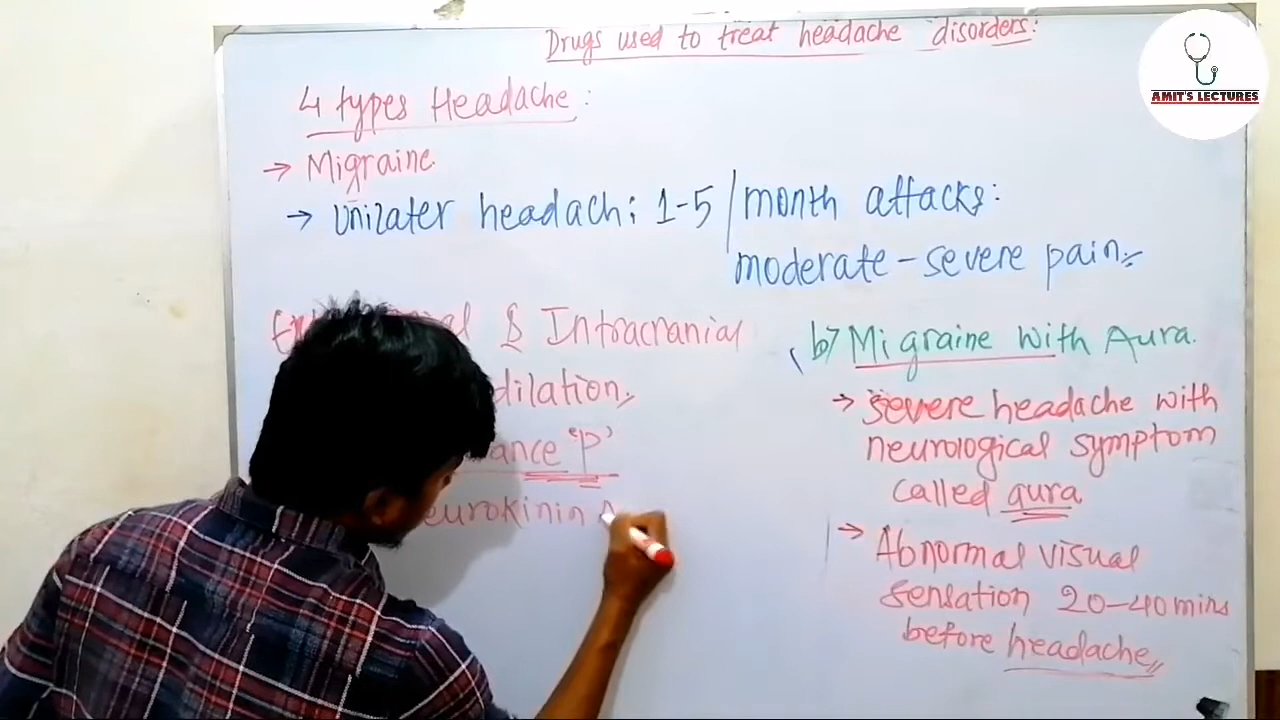 Drugs used to treat headache disorders:
AMIT'S LECTURES
4 types Headache:
→ Migraine
→ Unilater headach: 1-5 /month attacks:
moderate-severe pain
& Intracranial
dilation
'P'
eurokinin
b) Migraine with Aura.
→ severe headache with
neurological symptom
called aura
→ Abnormal visual
sensation 20-40 mins
before headache